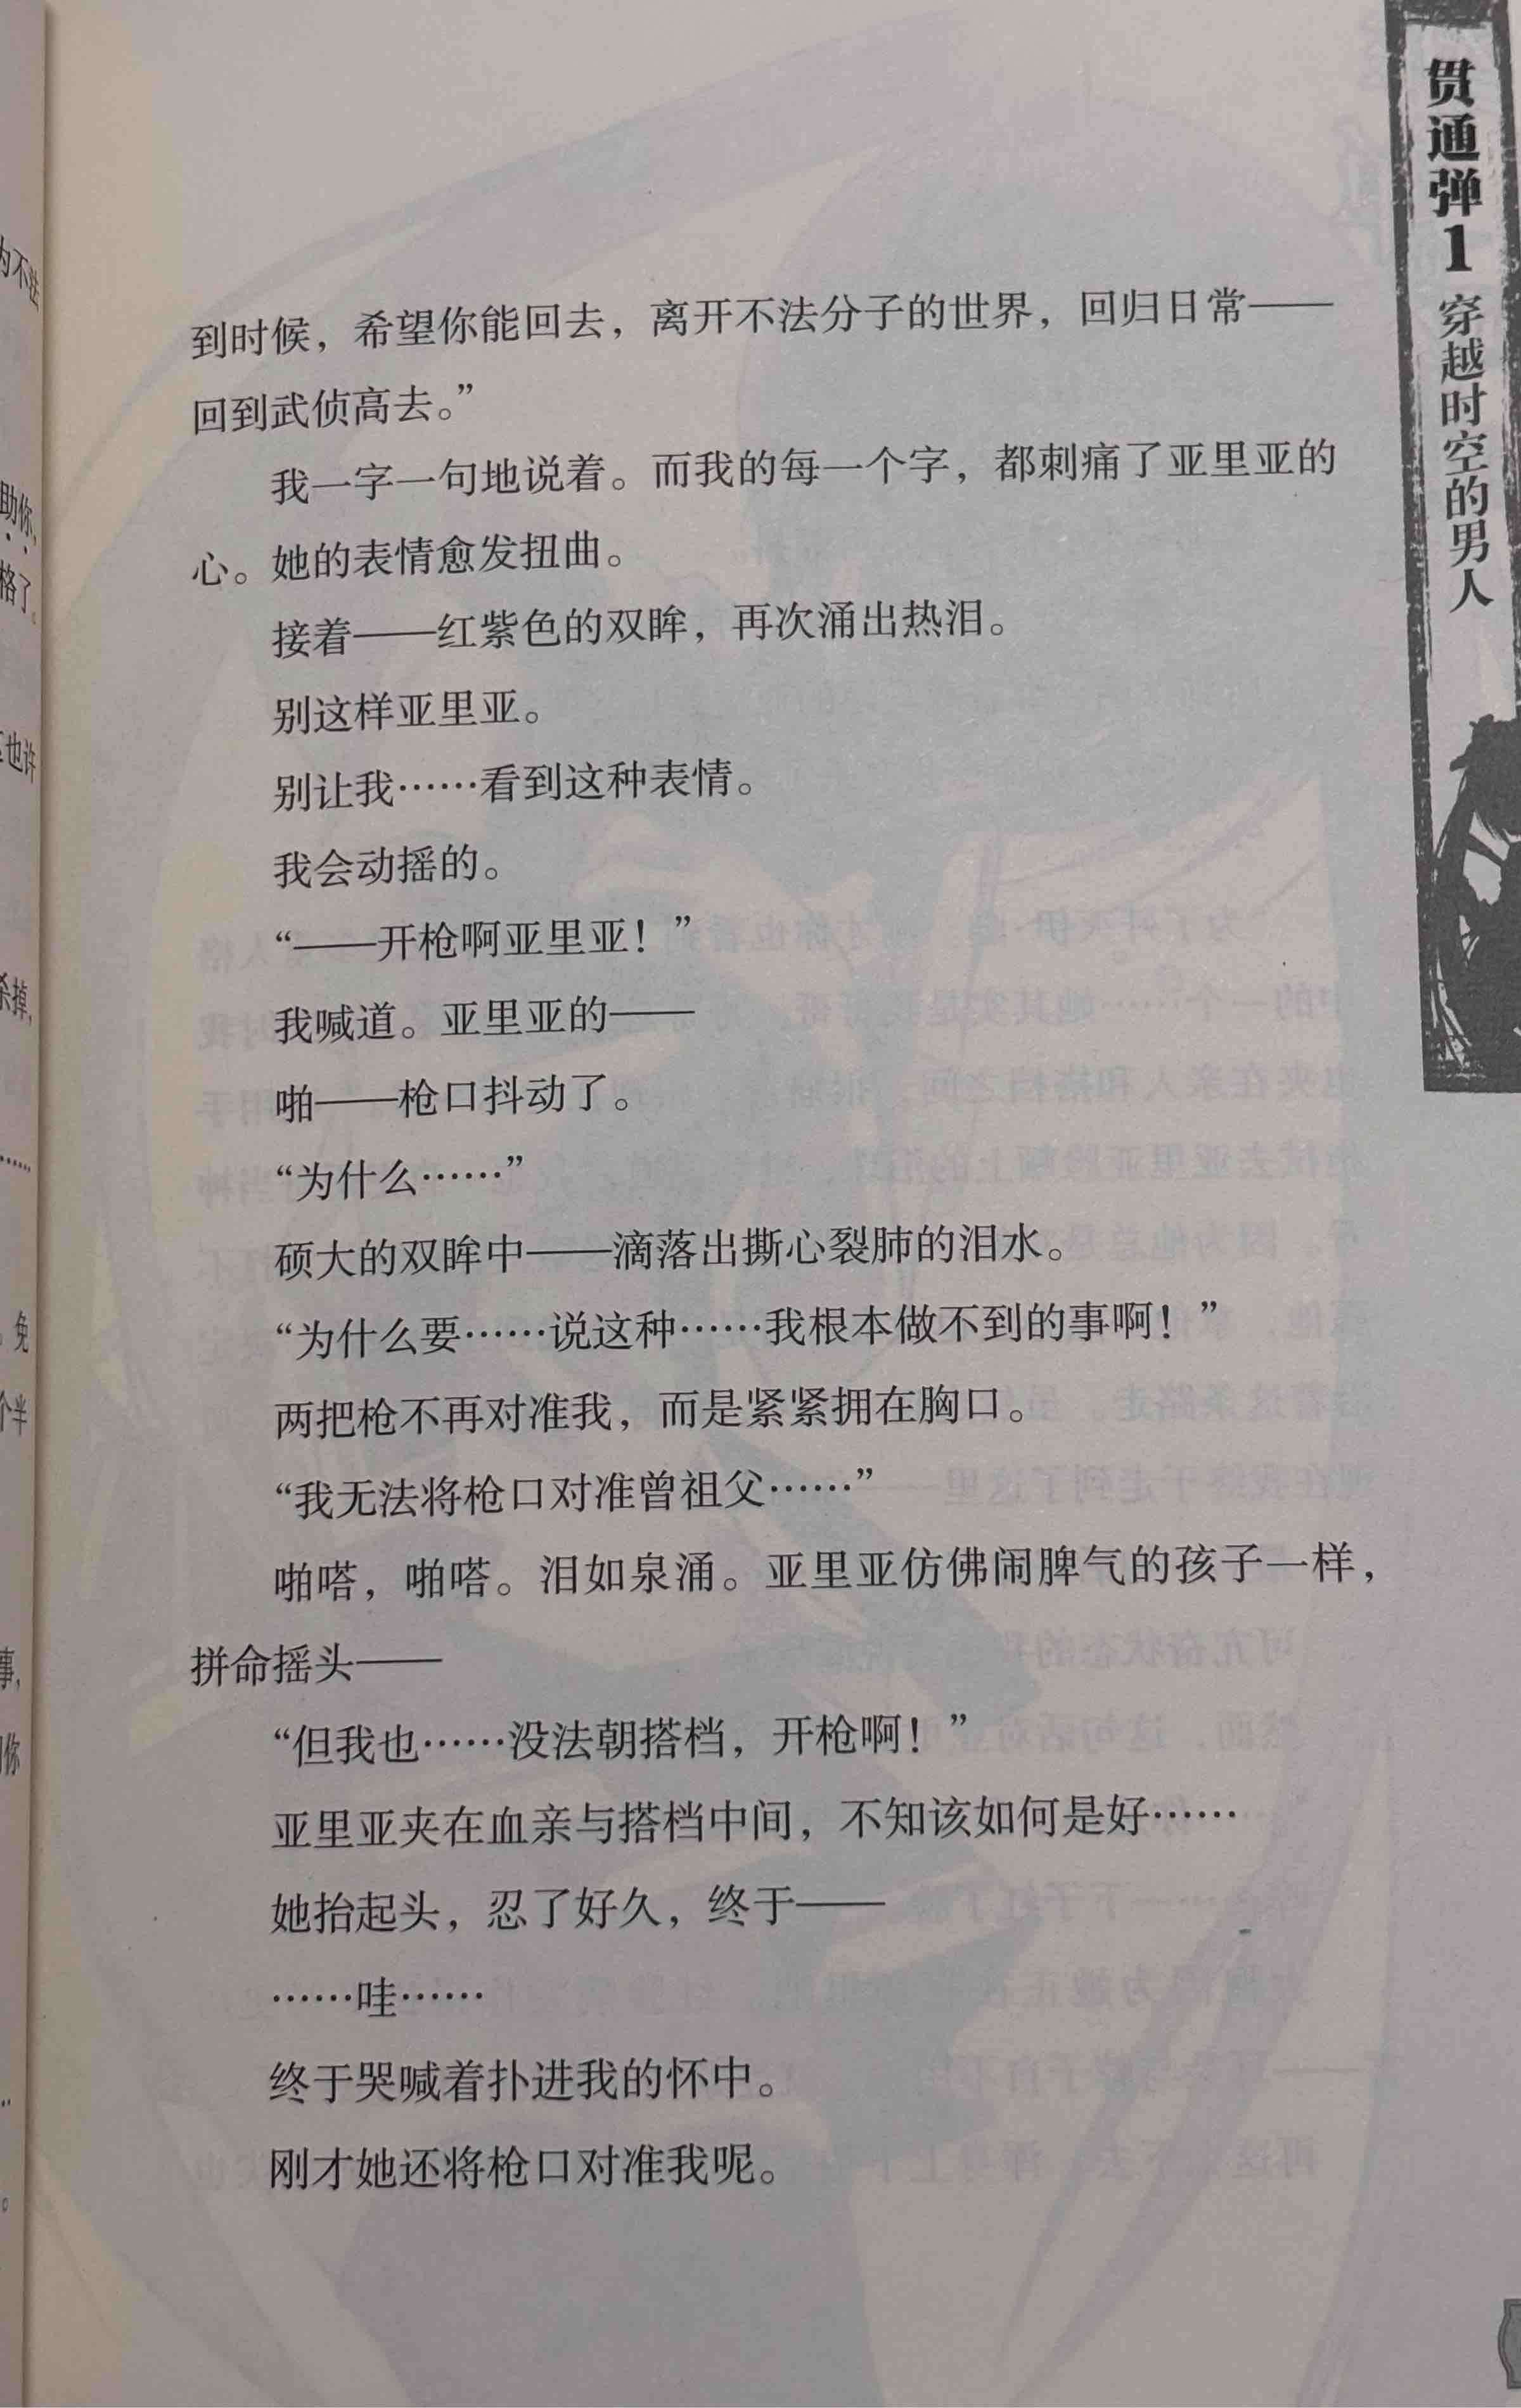 贯通弹1 穿越时空的男人
到时候，希望你能回去，离开不法分子的世界，回归日常——
回到武侦高去。”
我一字一句地说着。而我的每一个字，都刺痛了亚里亚的
心。她的表情愈发扭曲。
接着——红紫色的双眸，再次涌出热泪。
别这样亚里亚。
别让我……看到这种表情。
我会动摇的。
“——开枪啊亚里亚！”
我喊道。亚里亚的——
啪——枪口抖动了。
“为什么……”
硕大的双眸中——滴落出撕心裂肺的泪水。
“为什么要……说这种……我根本做不到的事啊！”
两把枪不再对准我，而是紧紧拥在胸口。
“我无法将枪口对准曾祖父……”
啪嗒，啪嗒。泪如泉涌。亚里亚仿佛闹脾气的孩子一样，
拼命摇头——
“但我也……没法朝搭档，开枪啊！”
亚里亚夹在血亲与搭档中间，不知该如何是好……
她抬起头，忍了好久，终于——
……哇……
终于哭喊着扑进我的怀中。
刚才她还将枪口对准我呢。